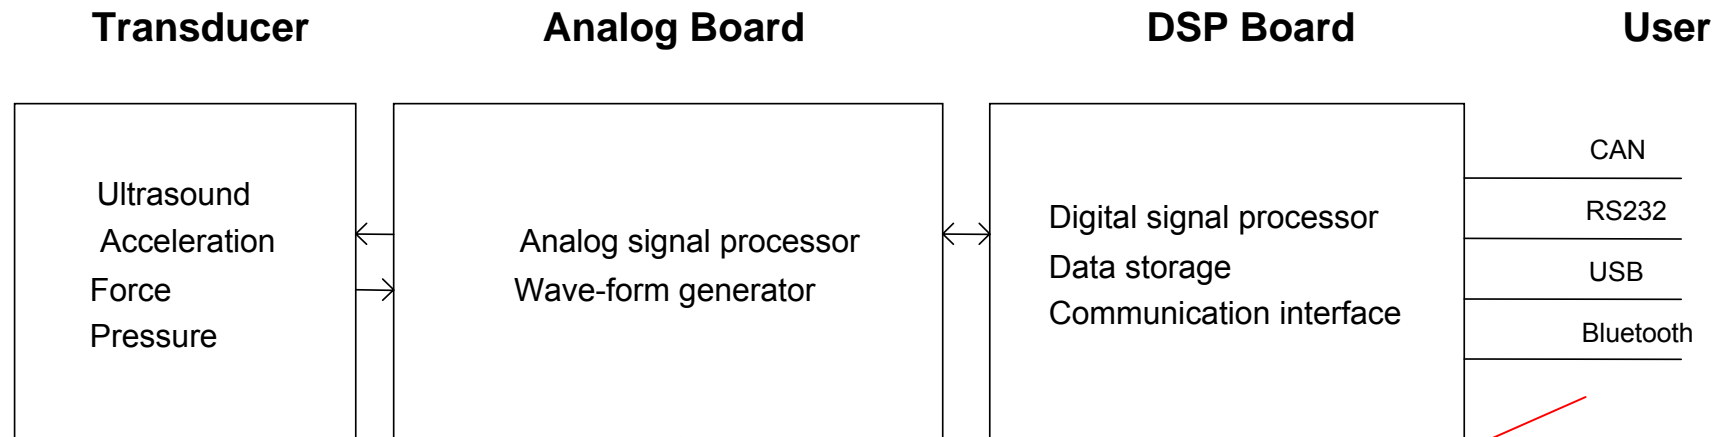 Transducer
Analog Board
DSP Board
User
Ultrasound
Acceleration
Force
Pressure
Analog signal processor
Wave-form generator
Digital signal processor
Data storage
Communication interface
CAN
RS232
USB
Bluetooth